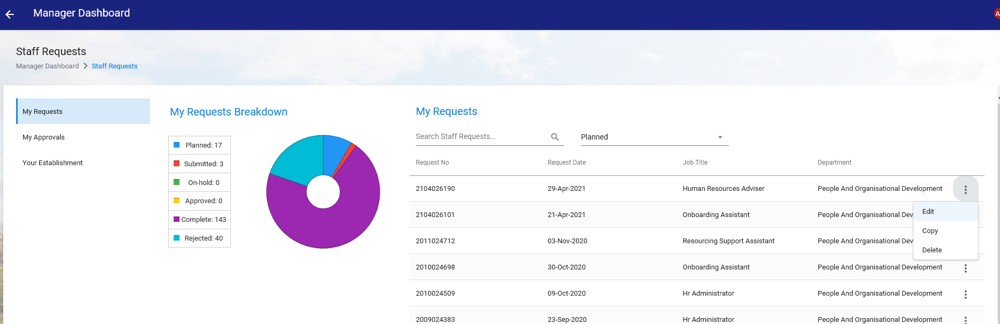 Manager Dashboard
A
Staff Requests
Manager Dashboard Staff Requests
My Requests
My Approvals
Your Establishment
My Requests Breakdown
Planned: 17
Submitted: 3
On-hold: 0
Approved: 0
Complete: 143
Rejected: 40
My Requests
Search Staff Requests... Planned
Request No Request Date Job Title Department
2104026190 29-Apr-2021 Human Resources Adviser People And Organisational Development
2104026101 21-Apr-2021 Onboarding Assistant People And Organisational Dev
2011024712 03-Nov-2020 Resourcing Support Assistant People And Organisational Dev
2010024698 30-Oct-2020 Onboarding Assistant People And Organisational Development
2010024509 09-Oct-2020 Hr Administrator People And Organisational Development
2009024383 23-Sep-2020 Hr Administrator People And Organisational Development
Edit
Copy
Delete